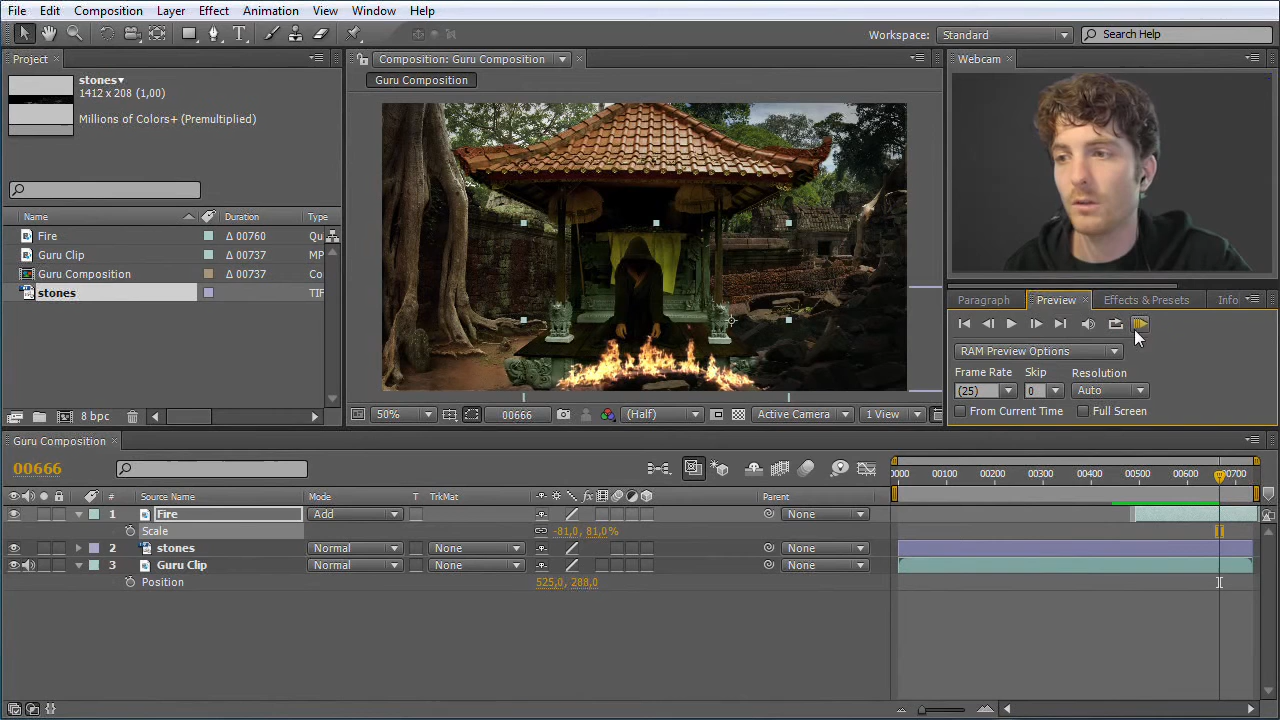 File Edit Composition Layer Effect Animation View Window Help
Workspace: Standard Search Help
Project
stones
1412 x 208 (1,00)
Millions of Colors+ (Premultiplied)
Name Duration Type
Fire Δ 00760 Qu
Guru Clip Δ 00737 MP
Guru Composition Δ 00737 Co
stones TIF
8 bpc
Composition: Guru Composition
Guru Composition
50% 00666 (Half) Active Camera 1 View
Webcam
Paragraph Preview Effects & Presets Info
RAM Preview Options
Frame Rate Skip Resolution
(25) 0 Auto
From Current Time Full Screen
Guru Composition
00666
0000 00100 00200 00300 00400 00500 00600 00700
# Source Name Mode T TrkMat Parent
1 Fire Add None
Scale -81,0, 81,0%
2 stones Normal None None
3 Guru Clip Normal None None
Position 525,0, 288,0